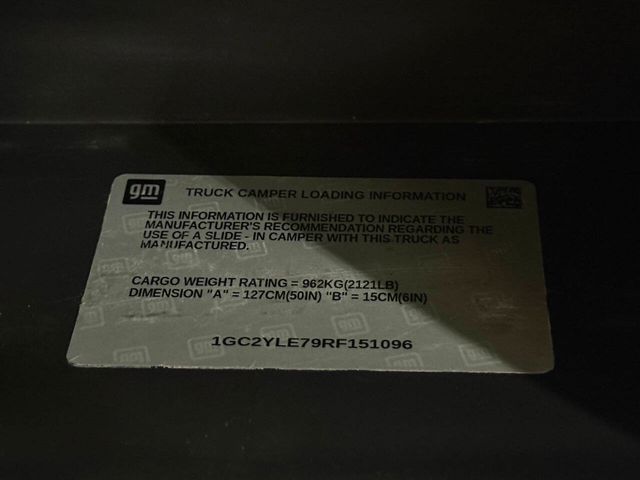 gm TRUCK CAMPER LOADING INFORMATION
THIS INFORMATION IS FURNISHED TO INDICATE THE
MANUFACTURER'S RECOMMENDATION REGARDING THE
USE OF A SLIDE - IN CAMPER WITH THIS TRUCK AS
MANUFACTURED.
CARGO WEIGHT RATING = 962KG(2121LB)
DIMENSION "A" = 127CM(50IN) "B" = 15CM(6IN)
1GC2YLE79RF151096